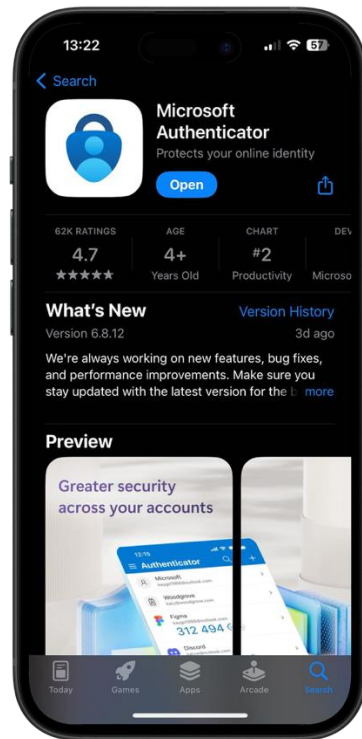 13:22
57
Search
Microsoft
Authenticator
Protects your online identity
Open
62K RATINGS
AGE
CHART
DEV
4.7
4+
#2
Years Old
Productivity
Microso
What's New
Version History
Version 6.8.12
3d ago
We're always working on new features, bug fixes,
and performance improvements. Make sure you
stay updated with the latest version for the b more
Preview
Greater security
across your accounts
12:15
Authenticator
Microsoft
Woodgrove
Figma
312 494
Discord
Today
Games
Apps
Arcade
Search